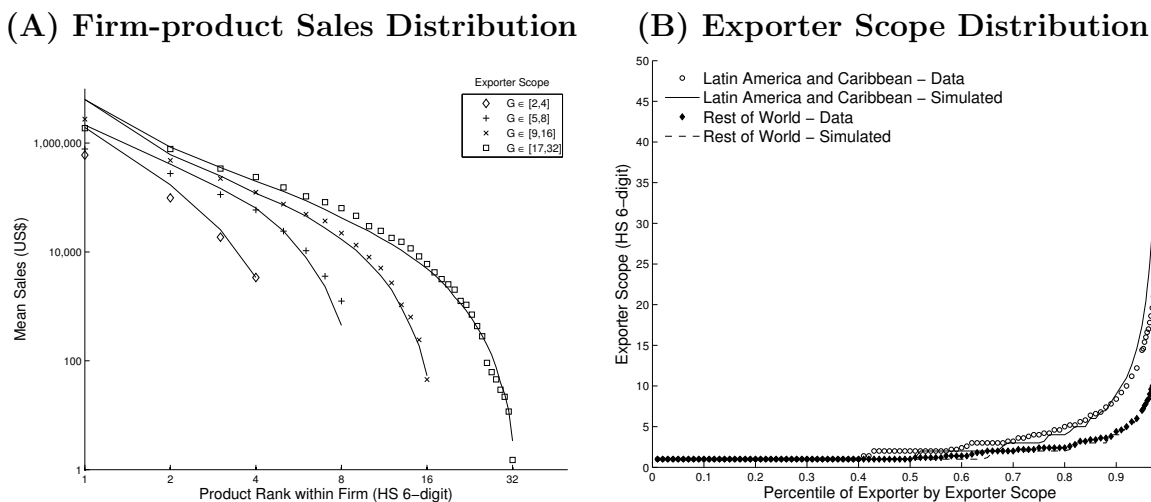 (A) Firm-product Sales Distribution
Exporter Scope
G ∈ [2,4]
G ∈ [5,8]
G ∈ [9,16]
G ∈ [17,32]
1,000,000
10,000
100
1
Mean Sales (US$)
1 2 4 8 16 32
Product Rank within Firm (HS 6-digit)
(B) Exporter Scope Distribution
Latin America and Caribbean – Data
Latin America and Caribbean – Simulated
Rest of World – Data
Rest of World – Simulated
50
45
40
35
30
25
20
15
10
5
0
Exporter Scope (HS 6-digit)
0 0.1 0.2 0.3 0.4 0.5 0.6 0.7 0.8 0.9
Percentile of Exporter by Exporter Scope